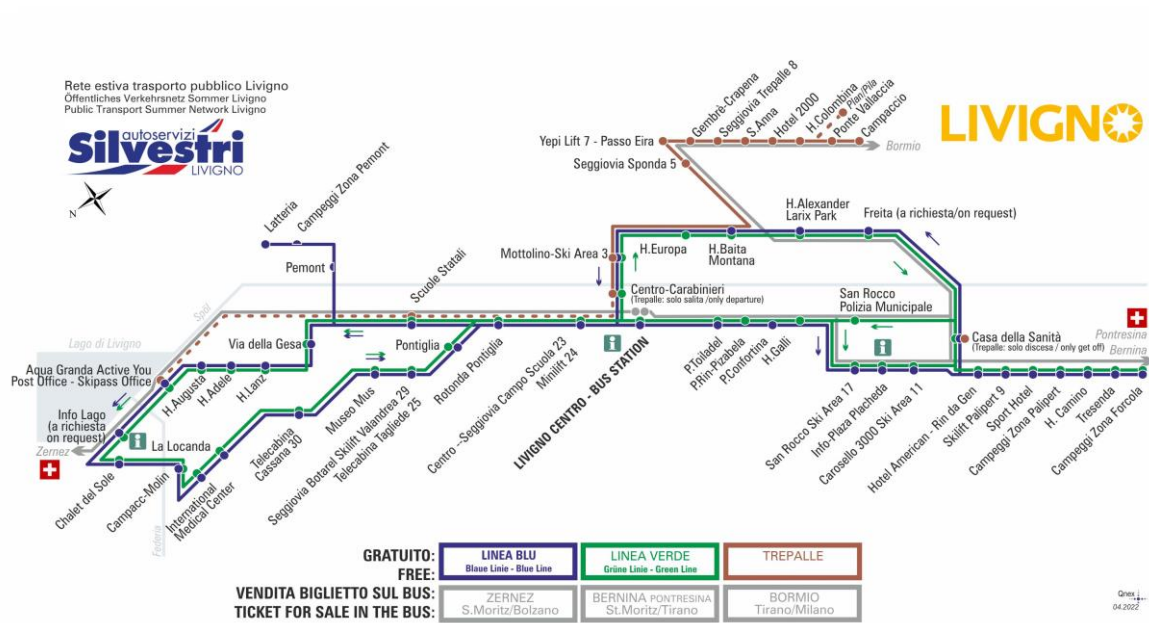 Rete estiva trasporto pubblico Livigno
Öffentliches Verkehrsnetz Sommer Livigno
Public Transport Summer Network Livigno
autoservizi
Silvestri
LIVIGNO
LIVIGNO
N
Yepi Lift 7 - Passo Eira
Gembrè-Crapena
Seggiovia Trepalle 8
S.Anna
Hotel 2000
H.Colombina
Plan/Pila
Ponte Vallaccia
Campaccio
Bormio
Seggiovia Sponda 5
Latteria
Campeggi Zona Pemont
Pemont
H.Alexander
Larix Park
Freita (a richiesta/on request)
Mottolino-Ski Area 3
H.Europa
H.Baita
Montana
Scuole Statali
Centro-Carabinieri
(Trepalle: solo salita /only departure)
San Rocco
Polizia Municipale
Spöl
Lago di Livigno
Via della Gesa
Pontiglia
Casa della Sanità
(Trepalle: solo discesa / only get off)
Pontresina
Bernina
Aqua Granda Active You
Post Office - Skipass Office
H.Augusta
H.Adele
H.Lanz
Info Lago
(a richiesta
on request)
Zernez
La Locanda
Chalet del Sole
Campacc-Molin
Federia
International
Medical Center
Telecabina
Cassana 30
Museo Mus
Seggiovia Botarel Skilift Valandrea 29
Telecabina Tagliede 25
Rotonda Pontiglia
Centro -Seggiovia Campo Scuola 23
Minilift 24
LIVIGNO CENTRO - BUS STATION
P.Toiladel
P.Rin-Pizabela
P.Confortina
H.Galli
San Rocco Ski Area 17
Info-Plaza Placheda
Carosello 3000 Ski Area 11
Hotel American - Rin da Gen
Skilift Palipert 9
Sport Hotel
Campeggi Zona Palipert
H. Camino
Tresenda
Campeggi Zona Forcola
GRATUITO:
FREE:
LINEA BLU
Blaue Linie - Blue Line
LINEA VERDE
Grüne Linie - Green Line
TREPALLE
VENDITA BIGLIETTO SUL BUS:
TICKET FOR SALE IN THE BUS:
ZERNEZ
S.Moritz/Bolzano
BERNINA PONTRESINA
St.Moritz/Tirano
BORMIO
Tirano/Milano
Qnex
04.2022